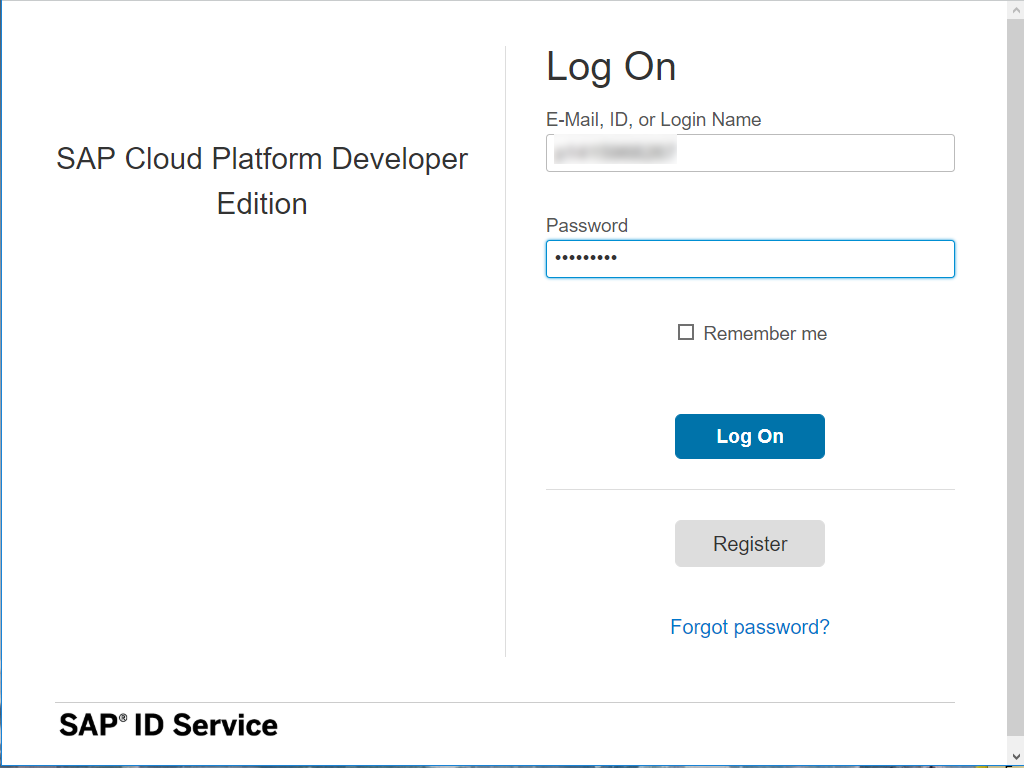 SAP Cloud Platform Developer
Edition
Log On
E-Mail, ID, or Login Name
Password
•••••••••
Remember me
Log On
Register
Forgot password?
SAP® ID Service